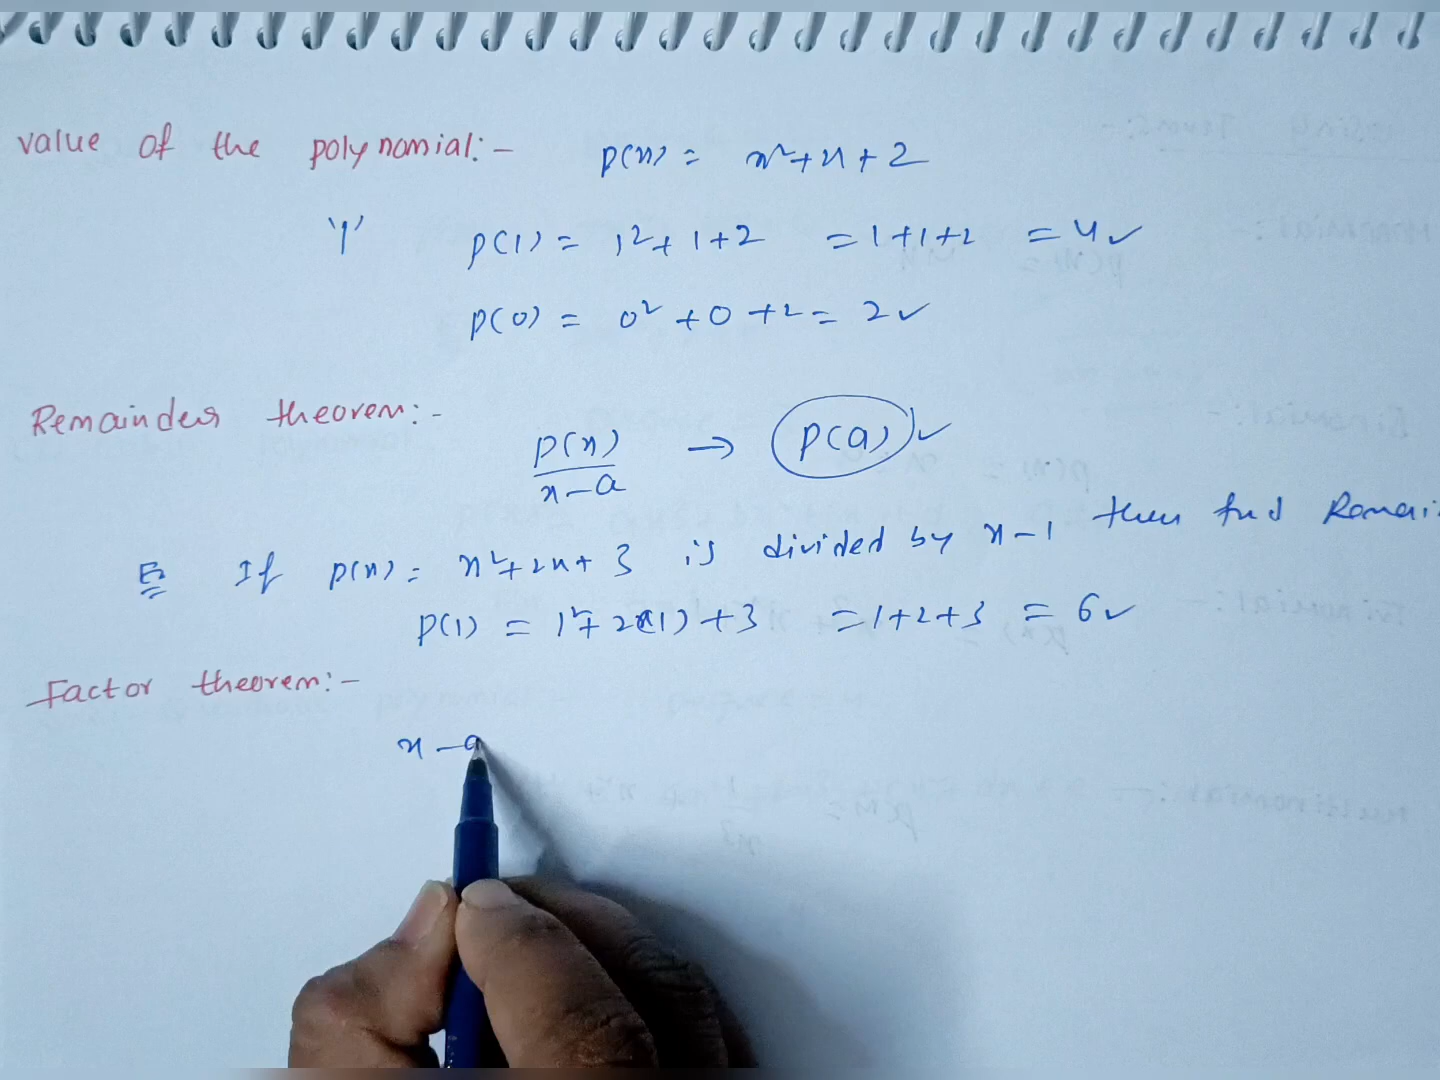 value of the polynomial:- p(x) = x²+x+2
'1' p(1) = 1²+1+2 = 1+1+2 = 4✓
p(0) = 0²+0+2 = 2✓
Remainder theorem:-
p(x)/x-a → p(a) ✓
Ex If p(x) = x²+2x+3 is divided by x-1 then find Remai
p(1) = 1²+2(1)+3 = 1+2+3 = 6✓
Factor theorem:-
x-a